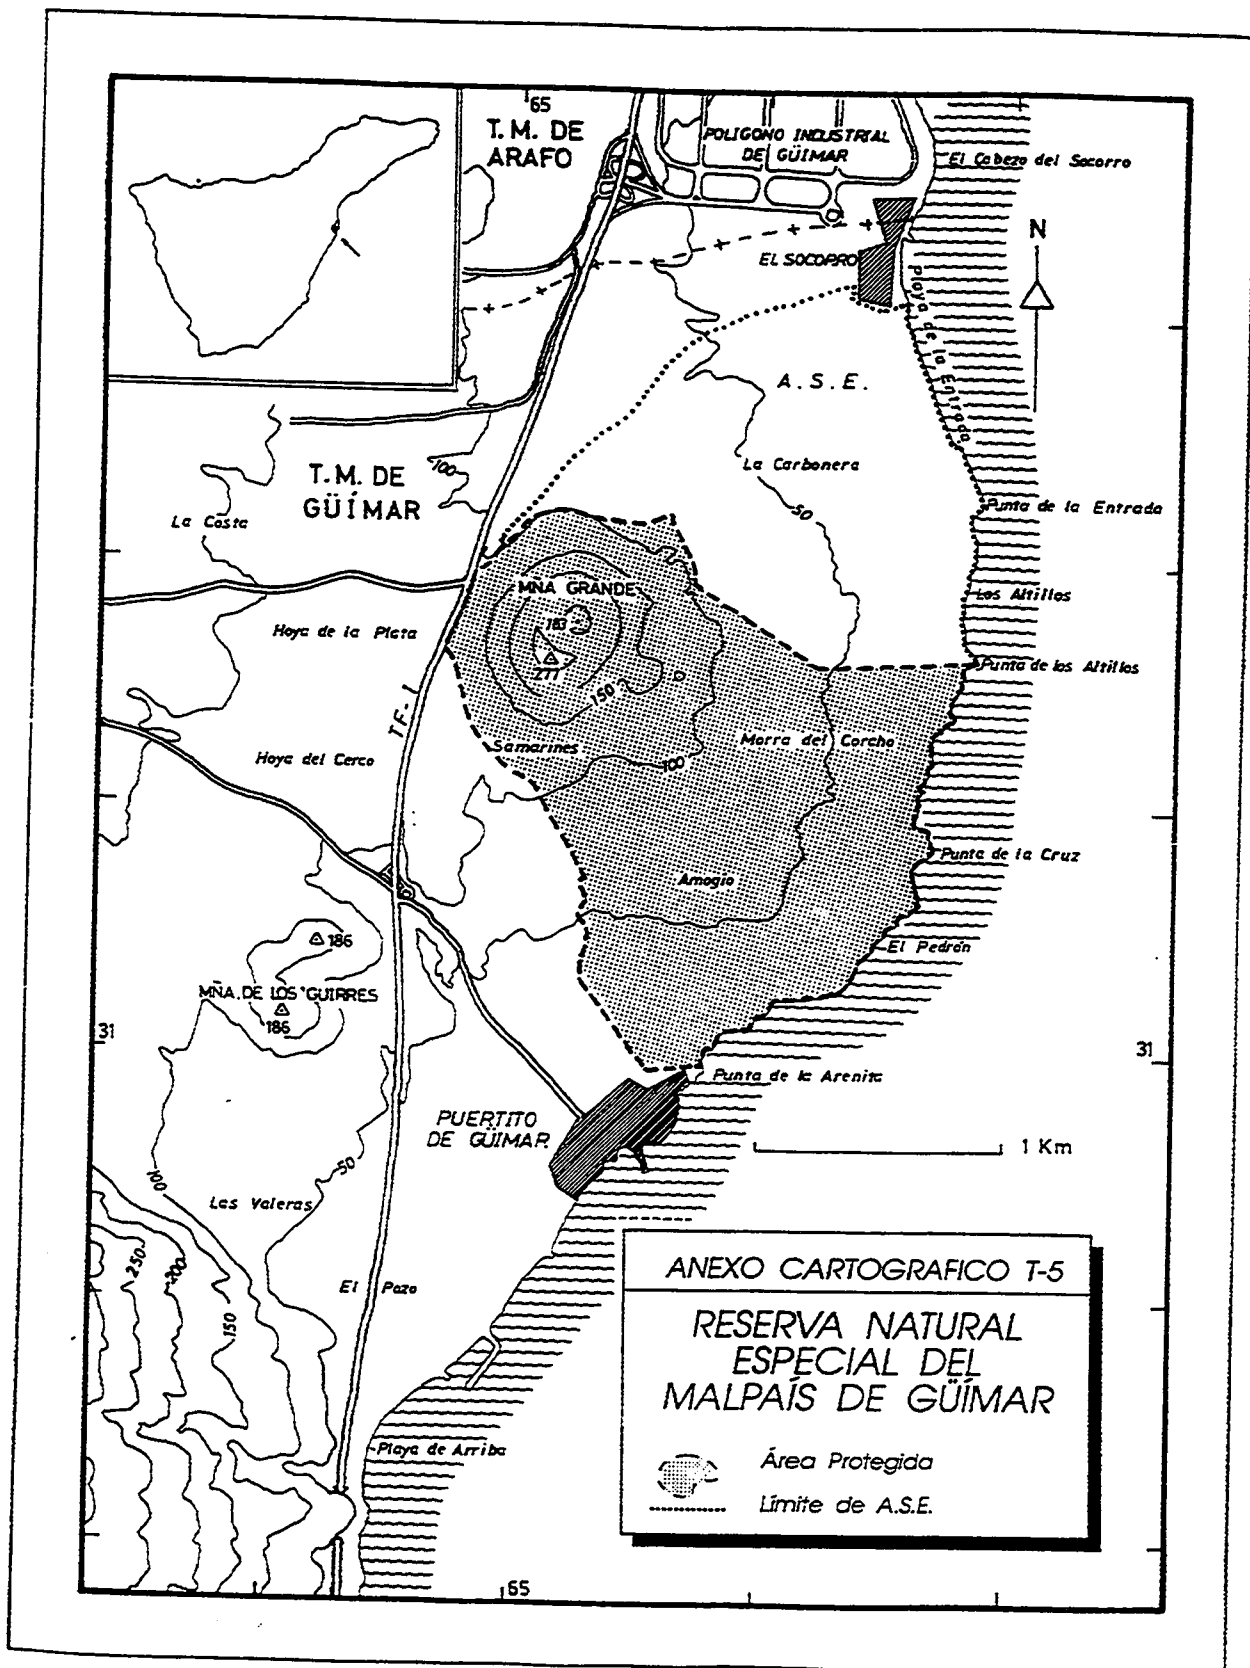 65
T. M. DE
ARAFO
POLIGONO INDUSTRIAL
DE GÜIMAR
El Cabezo del Socorro
N
EL SOCORRO
Playa de la Entrada
A.S.E.
T.M. DE
GÜÍMAR
100
La Carbonera
La Costa
50
Punta de la Entrada
MÑA GRANDE
Los Altillos
183
Hoya de la Plata
277
150
Punta de los Altillos
TF-1
Samarines
Morra del Corcho
Hoya del Cerco
100
Punta de la Cruz
Amogio
186
El Pedrón
MÑA. DE LOS GUIRRES
186
31
31
Punta de la Arenita
PUERTITO
DE GÜIMAR
1 Km
50
100
Las Valeras
250
200
150
El Pozo
Playa de Arriba
65
ANEXO CARTOGRAFICO T-5
RESERVA NATURAL
ESPECIAL DEL
MALPAÍS DE GÜÍMAR
Área Protegida
Límite de A.S.E.